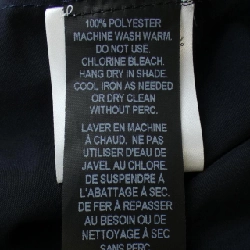 100% POLYESTER
MACHINE WASH WARM.
DO NOT USE.
CHLORINE BLEACH.
HANG DRY IN SHADE.
COOL IRON AS NEEDED
OR DRY CLEAN
WITHOUT PERC.
LAVER EN MACHINE
À CHAUD, NE PAS
UTILISER D'EAU DE
JAVEL AU CHLORE.
DE SUSPENDRE À
L'ABATTAGE À SEC.
DE FER À REPASSER
AU BESOIN OU DE
NETTOYAGE À SEC
SANS PERC.